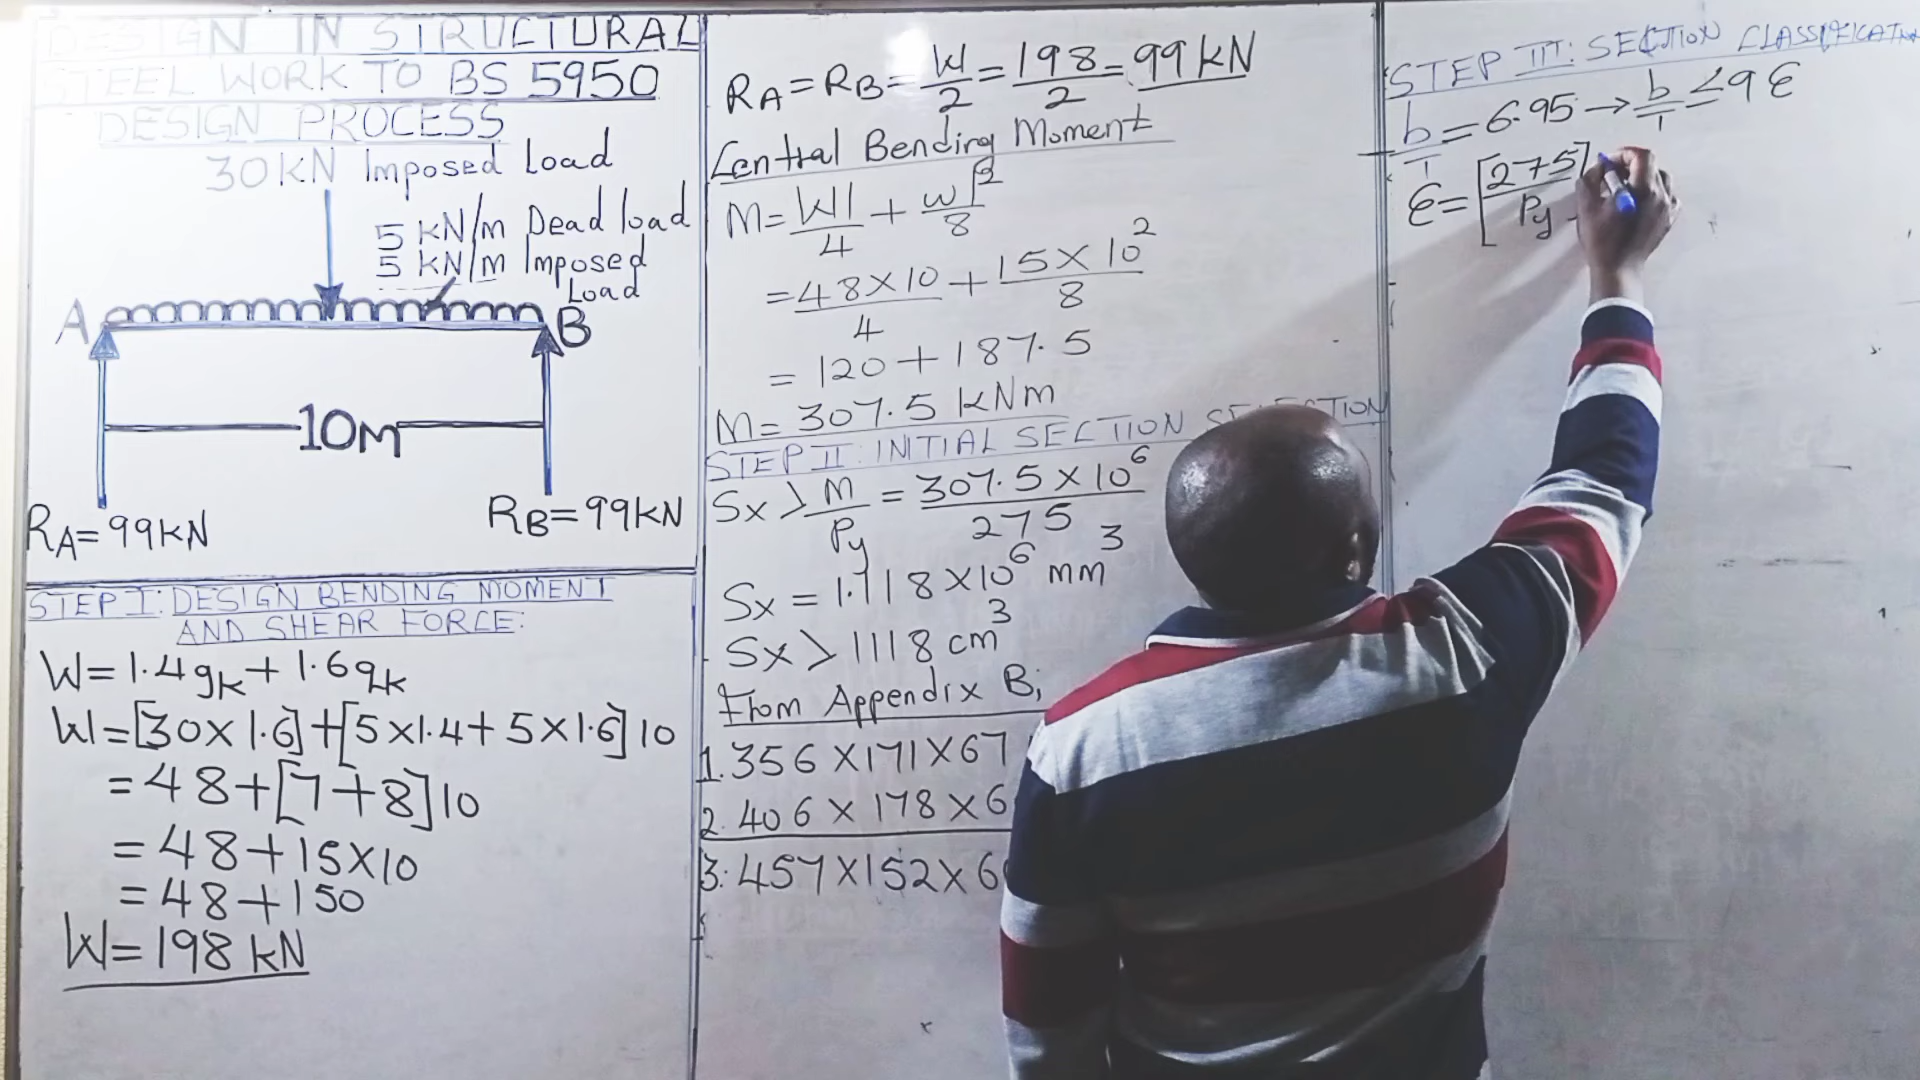 DESIGN IN STRUCTURAL
STEEL WORK TO BS 5950
DESIGN PROCESS
30KN Imposed Load
5 KN/m Dead load
5 KN/m Imposed
Load
A
B
10M
RA=99KN
RB=99KN
STEP I: DESIGN BENDING MOMENT
AND SHEAR FORCE:
W=1.4gk+1.6qk
W=[30×1.6]+[5×1.4+5×1.6]10
=48+[7+8]10
=48+15×10
=48+150
W=198 kN
RA=RB=W/2=198/2=99kN
Central Bending Moment
M=Wl/4+wl²/8
=48×10/4+15×10²/8
=120+187.5
M=307.5 kNm
STEP II: INITIAL SECTION SELECTION
Sx>M/Py=307.5×10⁶/275
Sx=1.118×10⁶ mm³
Sx>1118 cm³
From Appendix B;
1.356×171×67
2.406×178×6
3.457×152×6
STEP III: SECTION CLASSIFICATION
b/T=6.95→b/T≤9ε
ε=[275/Py]